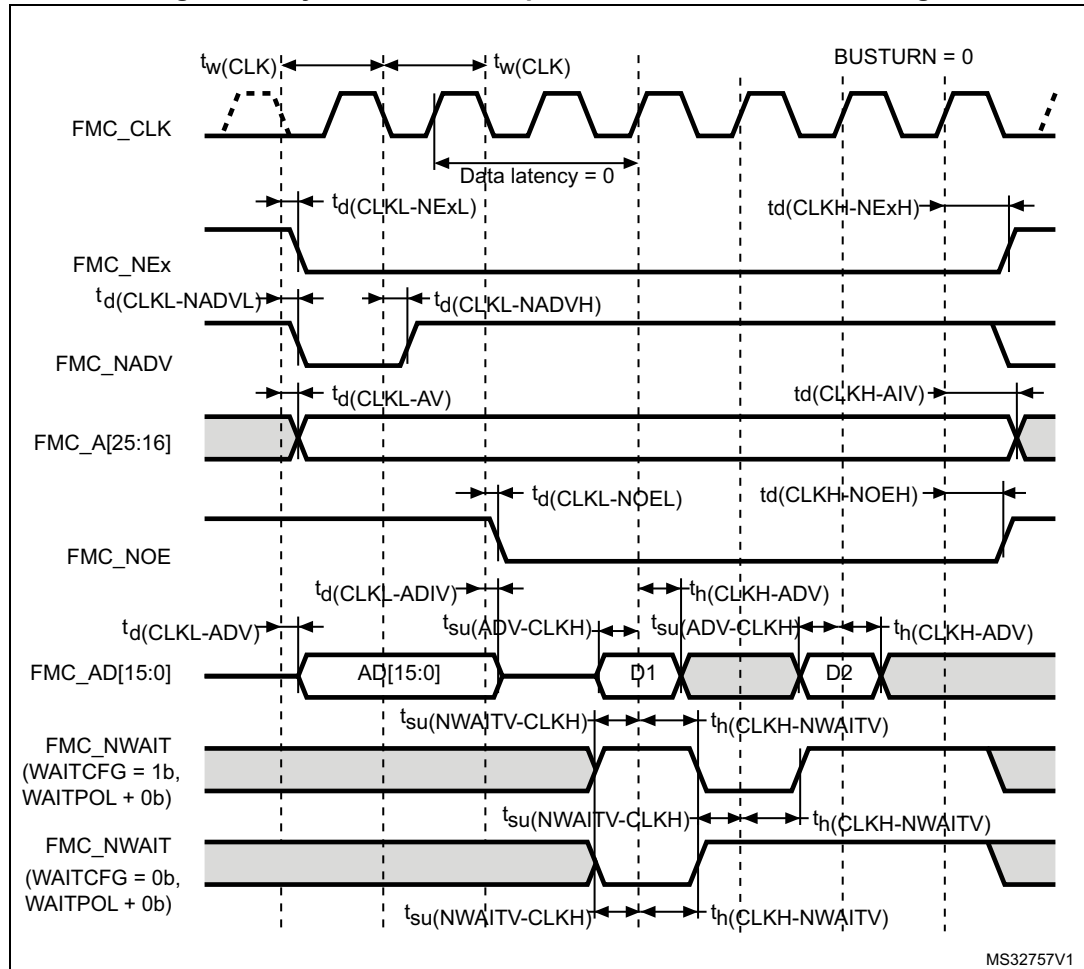 BUSTURN = 0
tw(CLK)
tw(CLK)
FMC_CLK
Data latency = 0
td(CLKL-NExL)
td(CLKH-NExH)
FMC_NEx
td(CLKL-NADVL)
td(CLKL-NADVH)
FMC_NADV
td(CLKL-AV)
td(CLKH-AIV)
FMC_A[25:16]
td(CLKL-NOEL)
td(CLKH-NOEH)
FMC_NOE
td(CLKL-ADIV)
th(CLKH-ADV)
td(CLKL-ADV)
tsu(ADV-CLKH)
tsu(ADV-CLKH)
th(CLKH-ADV)
FMC_AD[15:0]
AD[15:0]
D1
D2
tsu(NWAITV-CLKH)
th(CLKH-NWAITV)
FMC_NWAIT
(WAITCFG = 1b,
WAITPOL + 0b)
tsu(NWAITV-CLKH)
th(CLKH-NWAITV)
FMC_NWAIT
(WAITCFG = 0b,
WAITPOL + 0b)
tsu(NWAITV-CLKH)
th(CLKH-NWAITV)
MS32757V1